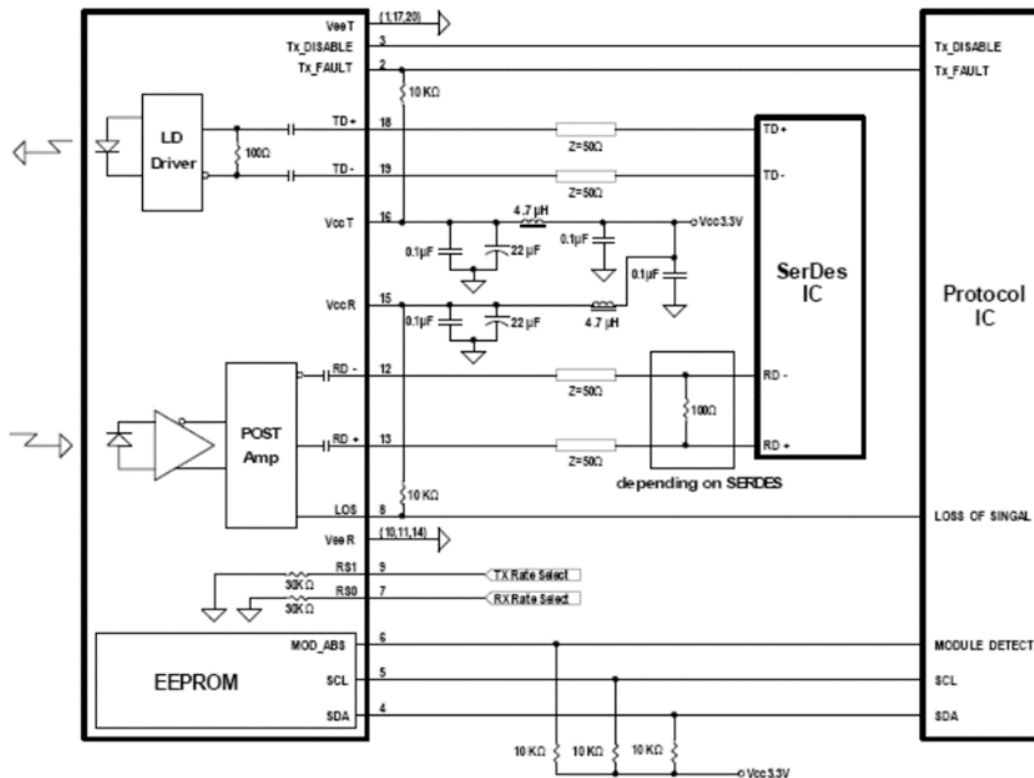 VeeT (1,17,20)
Tx_DISABLE 3 Tx_DISABLE
Tx_FAULT 2 Tx_FAULT
10 KΩ
LD
Driver
100Ω
TD+ 18 Z=50Ω TD+
TD- 19 Z=50Ω TD-
VccT 16 4.7 µH Vcc3.3V
0.1µF 22 µF 0.1µF 0.1µF
SerDes
IC
Protocol
IC
VccR 15
0.1µF 22 µF 4.7 µH
RD - 12 Z=50Ω RD -
100Ω
POST
Amp
RD + 13 Z=50Ω RD +
depending on SERDES
10 KΩ
LOS 8 LOSS OF SINGAL
VeeR (10,11,14)
RS1 9 TX Rate Select
30KΩ
RS0 7 RX Rate Select
30KΩ
EEPROM
MOD_ABS 6 MODULE DETECT
SCL 5 SCL
SDA 4 SDA
10 KΩ 10 KΩ 10 KΩ
Vcc3.3V